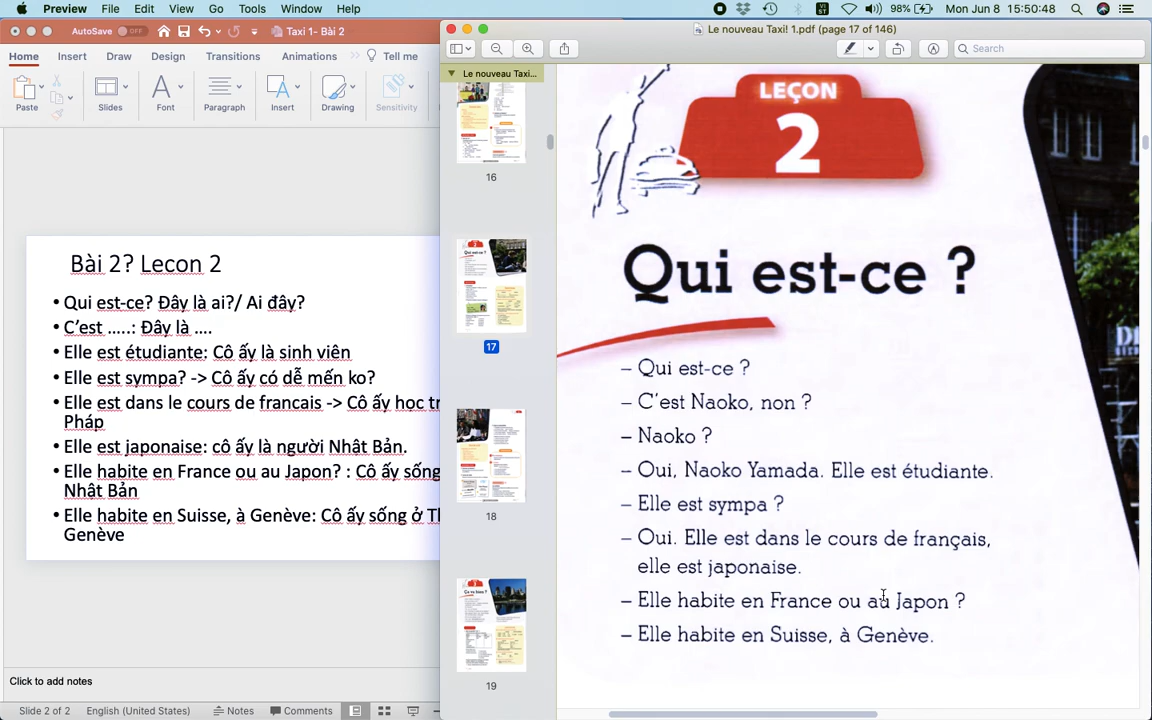 Preview File Edit View Go Tools Window Help
98% Mon Jun 8 15:50:48
AutoSave OFF Taxi 1- Bài 2
Home Insert Draw Design Transitions Animations Tell me
Paste Slides Font Paragraph Insert Drawing Sensitivity
Bài 2? Lecon 2
• Qui est-ce? Đây là ai?/ Ai đây?
• C'est .....: Đây là ....
• Elle est étudiante: Cô ấy là sinh viên
• Elle est sympa? -> Cô ấy có dễ mến ko?
• Elle est dans le cours de francais -> Cô ấy học tr
Pháp
• Elle est japonaise: cô ấy là người Nhật Bản.
• Elle habite en France ou au Japon? : Cô ấy sống
Nhật Bản
• Elle habite en Suisse, à Genève: Cô ấy sống ở Th
Genève
Click to add notes
Slide 2 of 2 English (United States) Notes Comments
Le nouveau Taxi! 1.pdf (page 17 of 146)
Search
Le nouveau Taxi...
16
17
18
19
LEÇON
2
Qui est-ce ?
– Qui est-ce ?
– C'est Naoko, non ?
– Naoko ?
– Oui, Naoko Yamada. Elle est étudiante.
– Elle est sympa ?
– Oui. Elle est dans le cours de français,
elle est japonaise.
– Elle habite en France ou au Japon ?
– Elle habite en Suisse, à Genève.